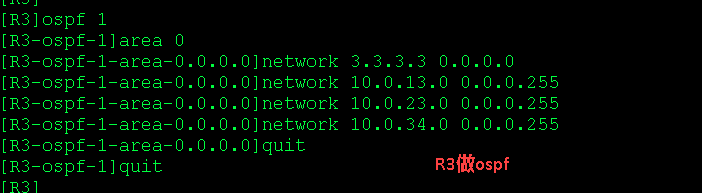 [R3]
[R3]ospf 1
[R3-ospf-1]area 0
[R3-ospf-1-area-0.0.0.0]network 3.3.3.3 0.0.0.0
[R3-ospf-1-area-0.0.0.0]network 10.0.13.0 0.0.0.255
[R3-ospf-1-area-0.0.0.0]network 10.0.23.0 0.0.0.255
[R3-ospf-1-area-0.0.0.0]network 10.0.34.0 0.0.0.255
[R3-ospf-1-area-0.0.0.0]quit
[R3-ospf-1]quit
R3做ospf
[R3]